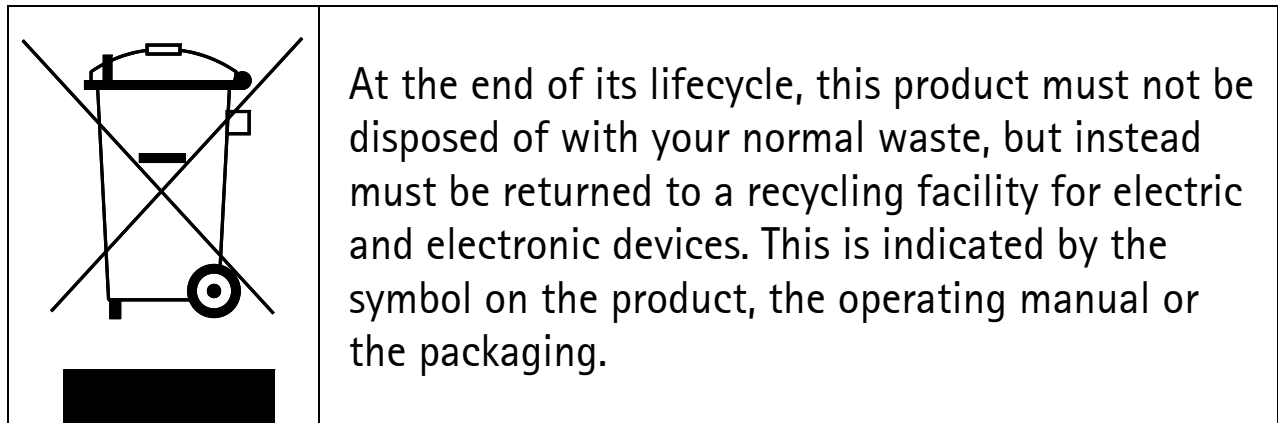 At the end of its lifecycle, this product must not be
disposed of with your normal waste, but instead
must be returned to a recycling facility for electric
and electronic devices. This is indicated by the
symbol on the product, the operating manual or
the packaging.